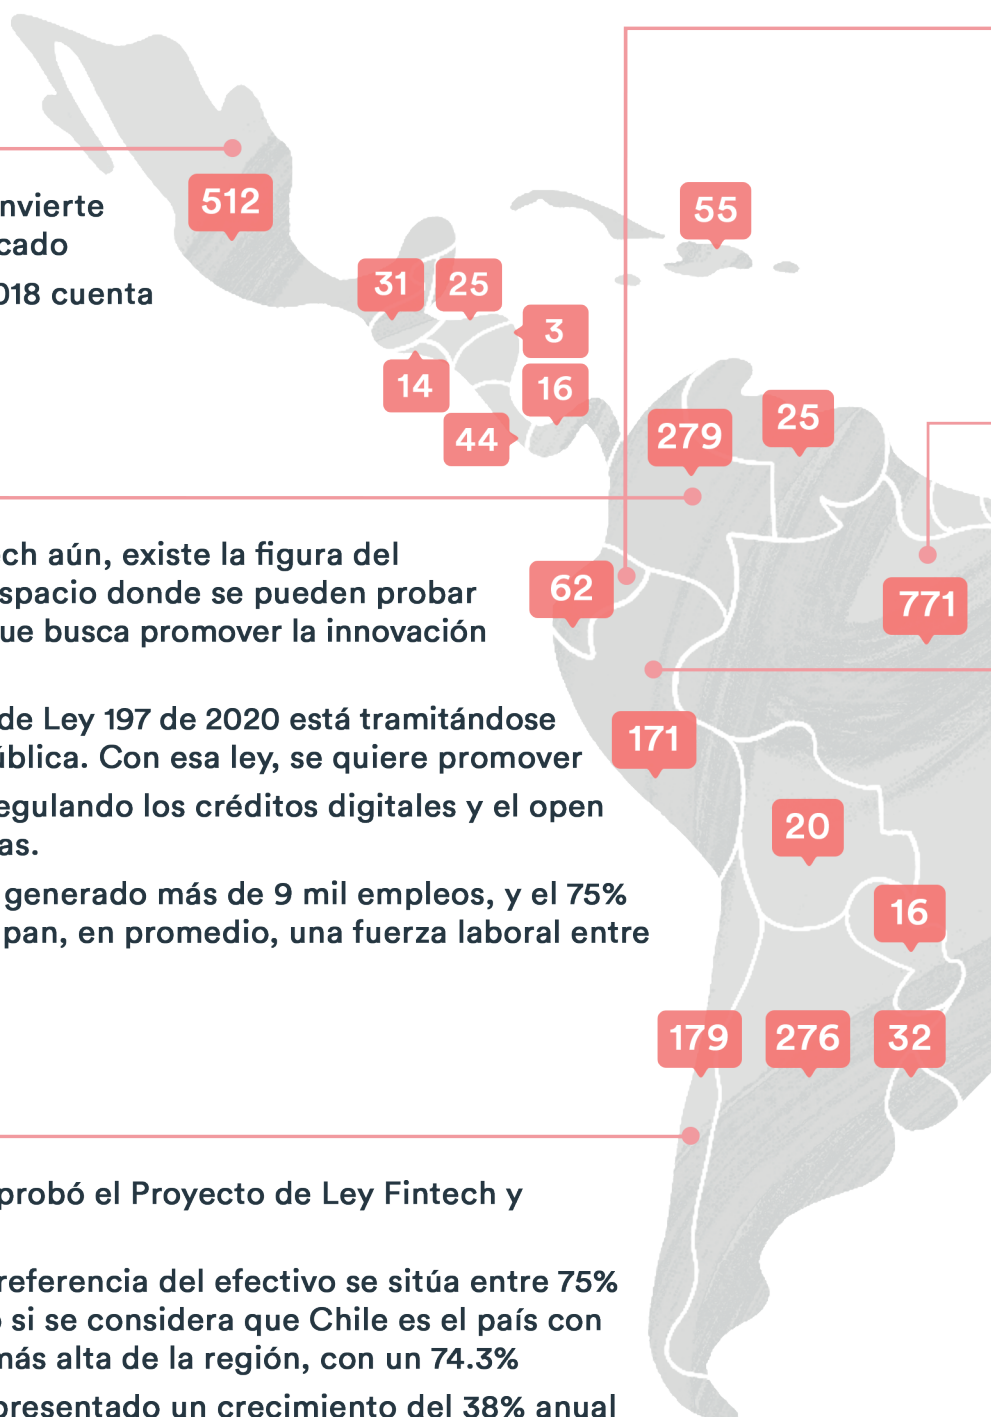 512
nvierte
cado
018 cuenta
55
31
25
3
14
16
44
279
25
ch aún, existe la figura del
spacio donde se pueden probar
ue busca promover la innovación
62
771
de Ley 197 de 2020 está tramitándose
ública. Con esa ley, se quiere promover
egulando los créditos digitales y el open
as.
171
20
generado más de 9 mil empleos, y el 75%
pan, en promedio, una fuerza laboral entre
16
179
276
32
probó el Proyecto de Ley Fintech y
referencia del efectivo se sitúa entre 75%
o si se considera que Chile es el país con
más alta de la región, con un 74.3%
presentado un crecimiento del 38% anual